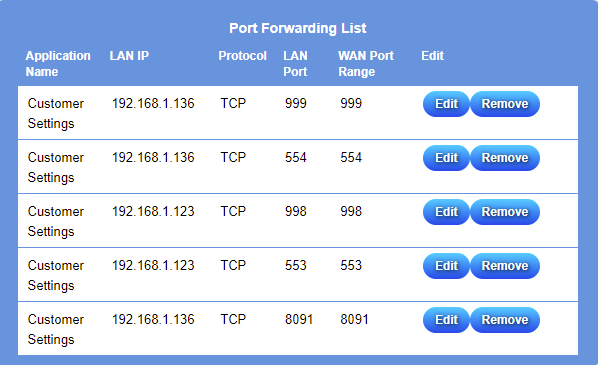 Port Forwarding List
Application Name LAN IP Protocol LAN Port WAN Port Range Edit
Customer Settings 192.168.1.136 TCP 999 999 Edit Remove
Customer Settings 192.168.1.136 TCP 554 554 Edit Remove
Customer Settings 192.168.1.123 TCP 998 998 Edit Remove
Customer Settings 192.168.1.123 TCP 553 553 Edit Remove
Customer Settings 192.168.1.136 TCP 8091 8091 Edit Remove